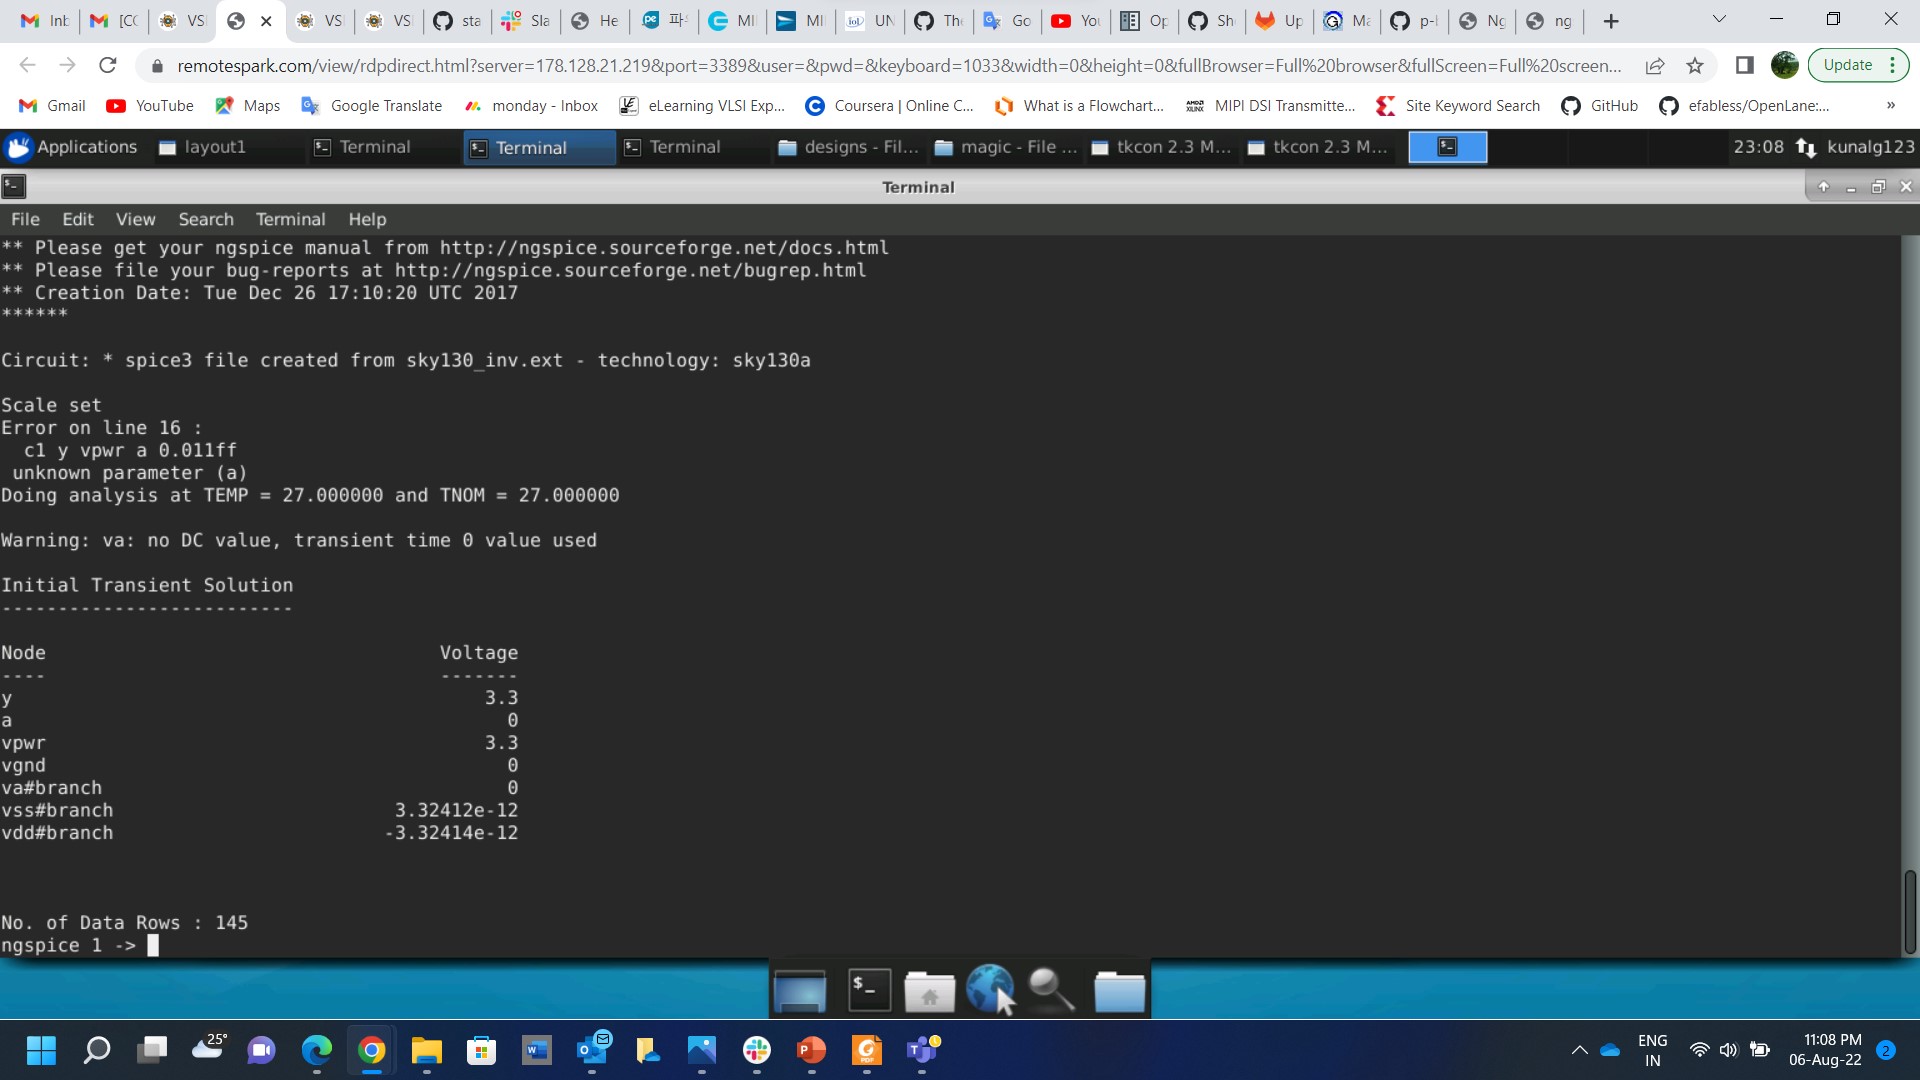 Inb
[CC
VS
VS
VS
sta
Sla
He
파
MI
MI
UN
Th
Go
You
Op
Sh
Up
Ma
p-l
Ng
ng
remotespark.com/view/rdpdirect.html?server=178.128.21.219&port=3389&user=&pwd=&keyboard=1033&width=0&height=0&fullBrowser=Full%20browser&fullScreen=Full%20screen...
Update
Gmail
YouTube
Maps
Google Translate
monday - Inbox
eLearning VLSI Exp...
Coursera | Online C...
What is a Flowchart...
MIPI DSI Transmitte...
Site Keyword Search
GitHub
efabless/OpenLane:...
»
Applications
layout1
Terminal
Terminal
Terminal
designs - Fil...
magic - File ...
tkcon 2.3 M...
tkcon 2.3 M...
23:08
kunalg123
Terminal
File Edit View Search Terminal Help
** Please get your ngspice manual from http://ngspice.sourceforge.net/docs.html
** Please file your bug-reports at http://ngspice.sourceforge.net/bugrep.html
** Creation Date: Tue Dec 26 17:10:20 UTC 2017
******
Circuit: * spice3 file created from sky130_inv.ext - technology: sky130a
Scale set
Error on line 16 :
c1 y vpwr a 0.011ff
unknown parameter (a)
Doing analysis at TEMP = 27.000000 and TNOM = 27.000000
Warning: va: no DC value, transient time 0 value used
Initial Transient Solution
--------------------------
Node Voltage
---- -------
y 3.3
a 0
vpwr 3.3
vgnd 0
va#branch 0
vss#branch 3.32412e-12
vdd#branch -3.32414e-12
No. of Data Rows : 145
ngspice 1 ->
25°
ENG
IN
11:08 PM
06-Aug-22
2